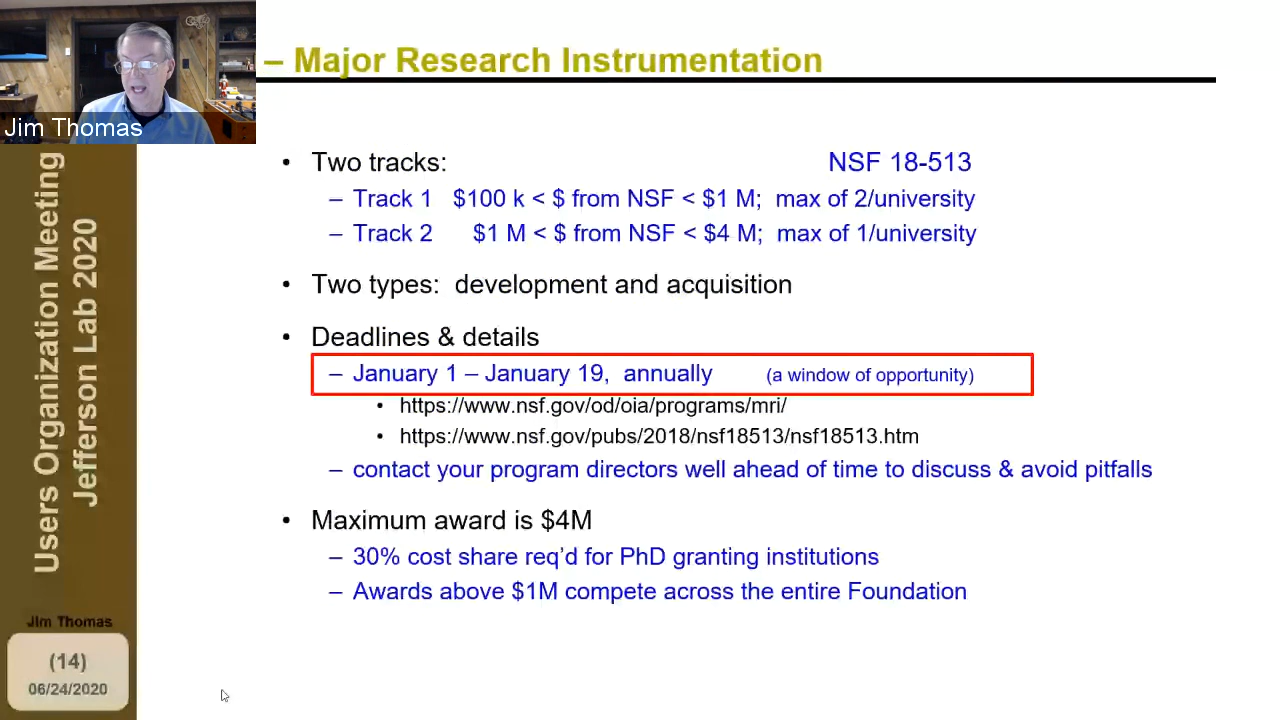 – Major Research Instrumentation
Jim Thomas
• Two tracks: NSF 18-513
– Track 1 $100 k < $ from NSF < $1 M; max of 2/university
– Track 2 $1 M < $ from NSF < $4 M; max of 1/university
• Two types: development and acquisition
• Deadlines & details
– January 1 – January 19, annually (a window of opportunity)
• https://www.nsf.gov/od/oia/programs/mri/
• https://www.nsf.gov/pubs/2018/nsf18513/nsf18513.htm
– contact your program directors well ahead of time to discuss & avoid pitfalls
• Maximum award is $4M
– 30% cost share req’d for PhD granting institutions
– Awards above $1M compete across the entire Foundation
Users Organization Meeting
Jefferson Lab 2020
Jim Thomas
(14)
06/24/2020